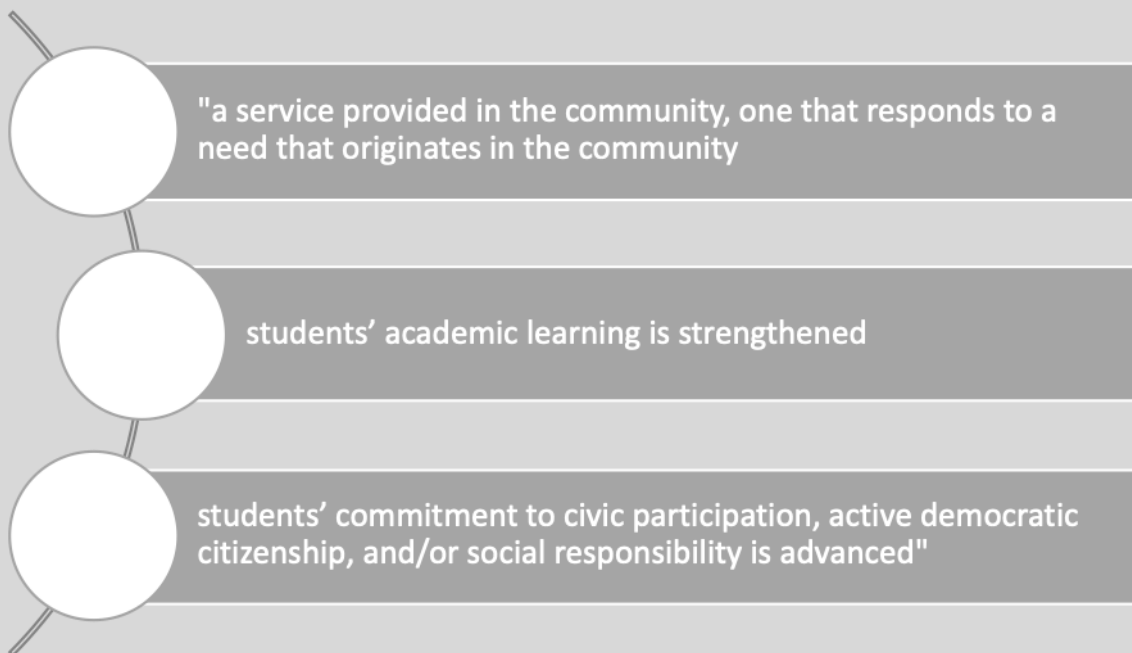 "a service provided in the community, one that responds to a
need that originates in the community
students’ academic learning is strengthened
students’ commitment to civic participation, active democratic
citizenship, and/or social responsibility is advanced"